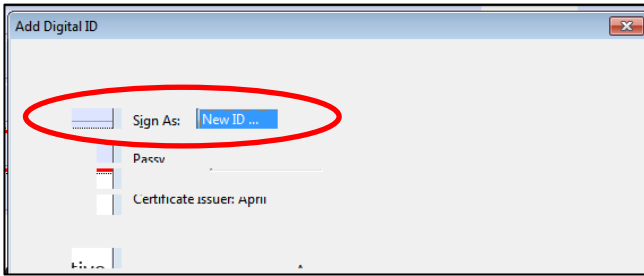 Add Digital ID
Sign As: New ID ...
Certificate Issuer: April